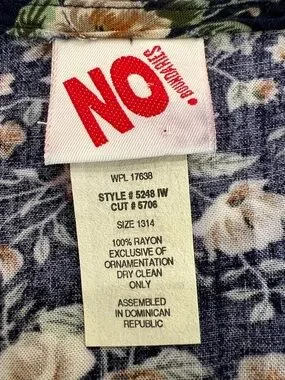 NO!
BOUNDARIES
WPL 17638
STYLE # 5248 IW
CUT # 5706
SIZE 1314
100% RAYON
EXCLUSIVE OF
ORNAMENTATION
DRY CLEAN
ONLY
ASSEMBLED
IN DOMINICAN
REPUBLIC